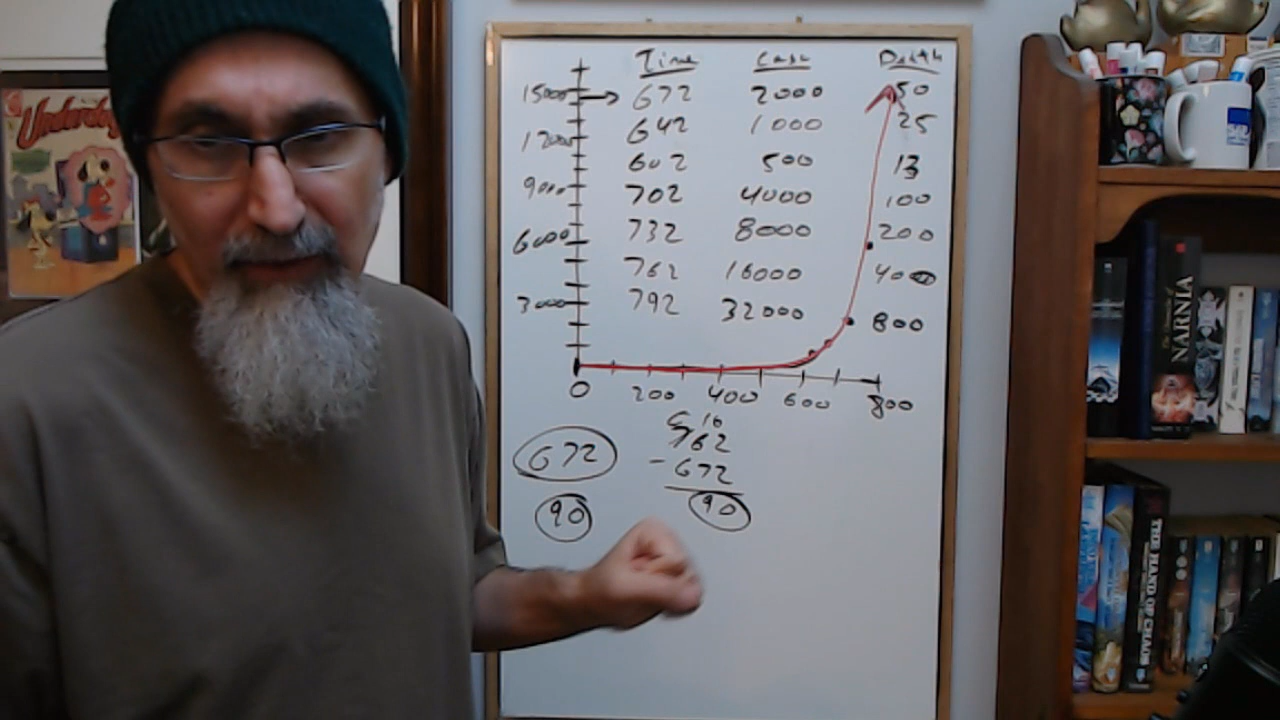 Underdog
Time Cash Death
15000 → 672 2000 50
642 1000 25
12000
602 500 13
9000 702 4000 100
6000 732 8000 200
762 16000 400
3000 792 32000 800
0 200 400 600 800
6 16
762
672 - 672
90 90
NARNIA
THE HAND OF CHAOS